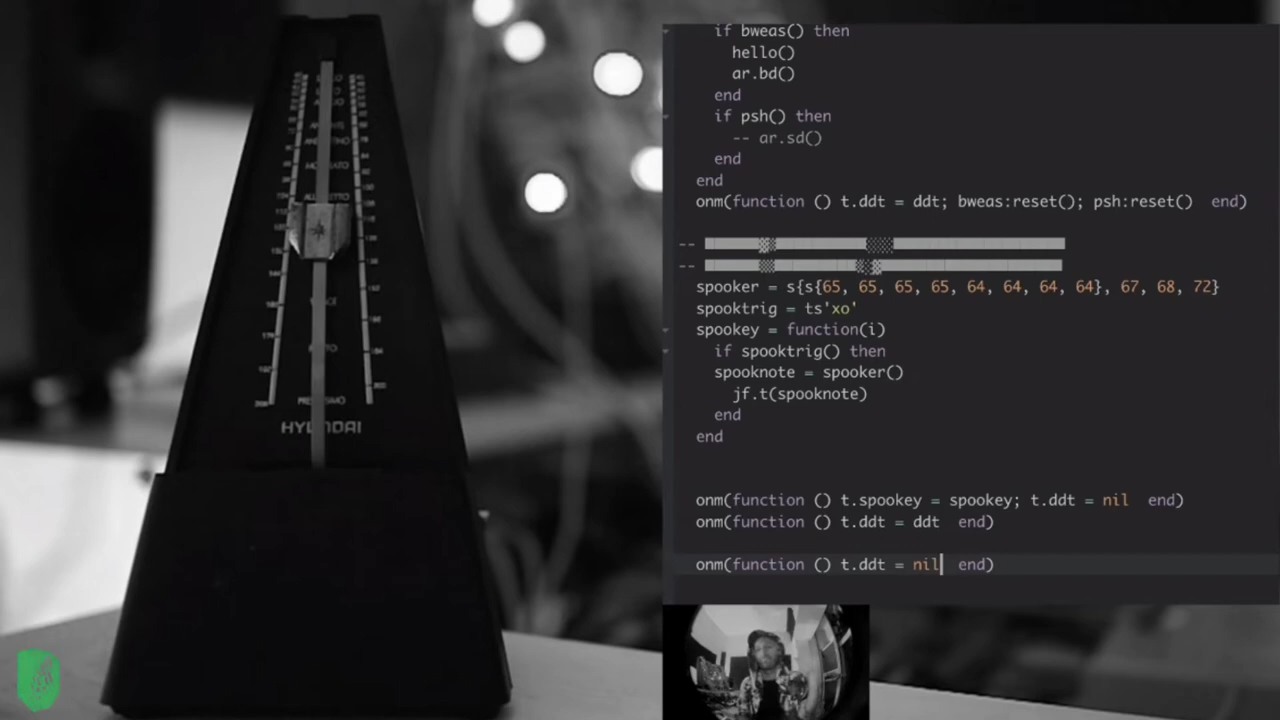 HYUNDAI
if bweas() then
hello()
ar.bd()
end
if psh() then
-- ar.sd()
end
end
onm(function () t.ddt = ddt; bweas:reset(); psh:reset()  end)
--
--
spooker = s{s{65, 65, 65, 65, 64, 64, 64, 64}, 67, 68, 72}
spooktrig = ts'xo'
spookey = function(i)
if spooktrig() then
spooknote = spooker()
jf.t(spooknote)
end
end
onm(function () t.spookey = spookey; t.ddt = nil  end)
onm(function () t.ddt = ddt  end)
onm(function () t.ddt = nil  end)